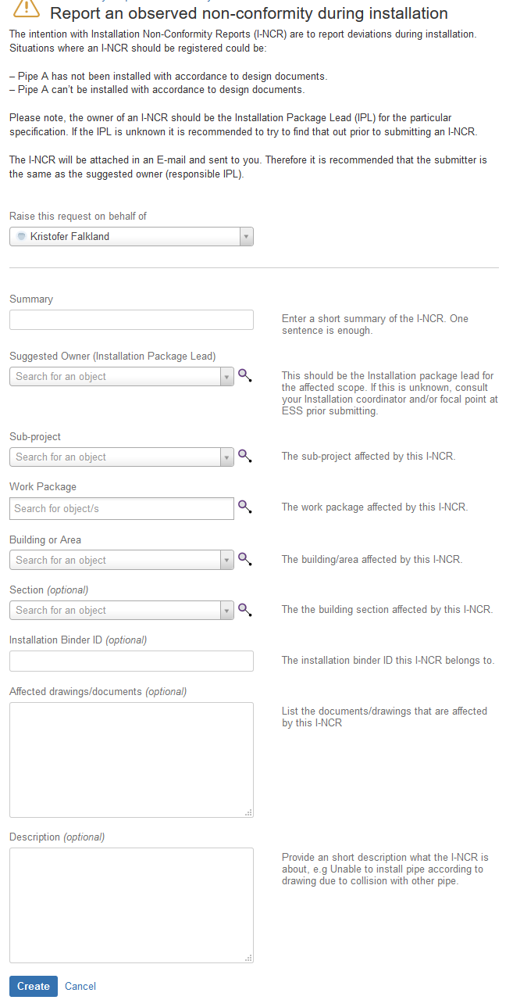 Report an observed non-conformity during installation
The intention with Installation Non-Conformity Reports (I-NCR) are to report deviations during installation.
Situations where an I-NCR should be registered could be:
– Pipe A has not been installed with accordance to design documents.
– Pipe A can't be installed with accordance to design documents.
Please note, the owner of an I-NCR should be the Installation Package Lead (IPL) for the particular
specification. If the IPL is unknown it is recommended to try to find that out prior to submitting an I-NCR.
The I-NCR will be attached in an E-mail and sent to you. Therefore it is recommended that the submitter is
the same as the suggested owner (responsible IPL).
Raise this request on behalf of
Kristofer Falkland
Summary
Enter a short summary of the I-NCR. One
sentence is enough.
Suggested Owner (Installation Package Lead)
Search for an object
This should be the Installation package lead for
the affected scope. If this is unknown, consult
your Installation coordinator and/or focal point at
ESS prior submitting.
Sub-project
Search for an object
The sub-project affected by this I-NCR.
Work Package
Search for object/s
The work package affected by this I-NCR.
Building or Area
Search for an object
The building/area affected by this I-NCR.
Section (optional)
Search for an object
The the building section affected by this I-NCR.
Installation Binder ID (optional)
The installation binder ID this I-NCR belongs to.
Affected drawings/documents (optional)
List the documents/drawings that are affected
by this I-NCR
Description (optional)
Provide an short description what the I-NCR is
about, e.g Unable to install pipe according to
drawing due to collision with other pipe.
Create Cancel